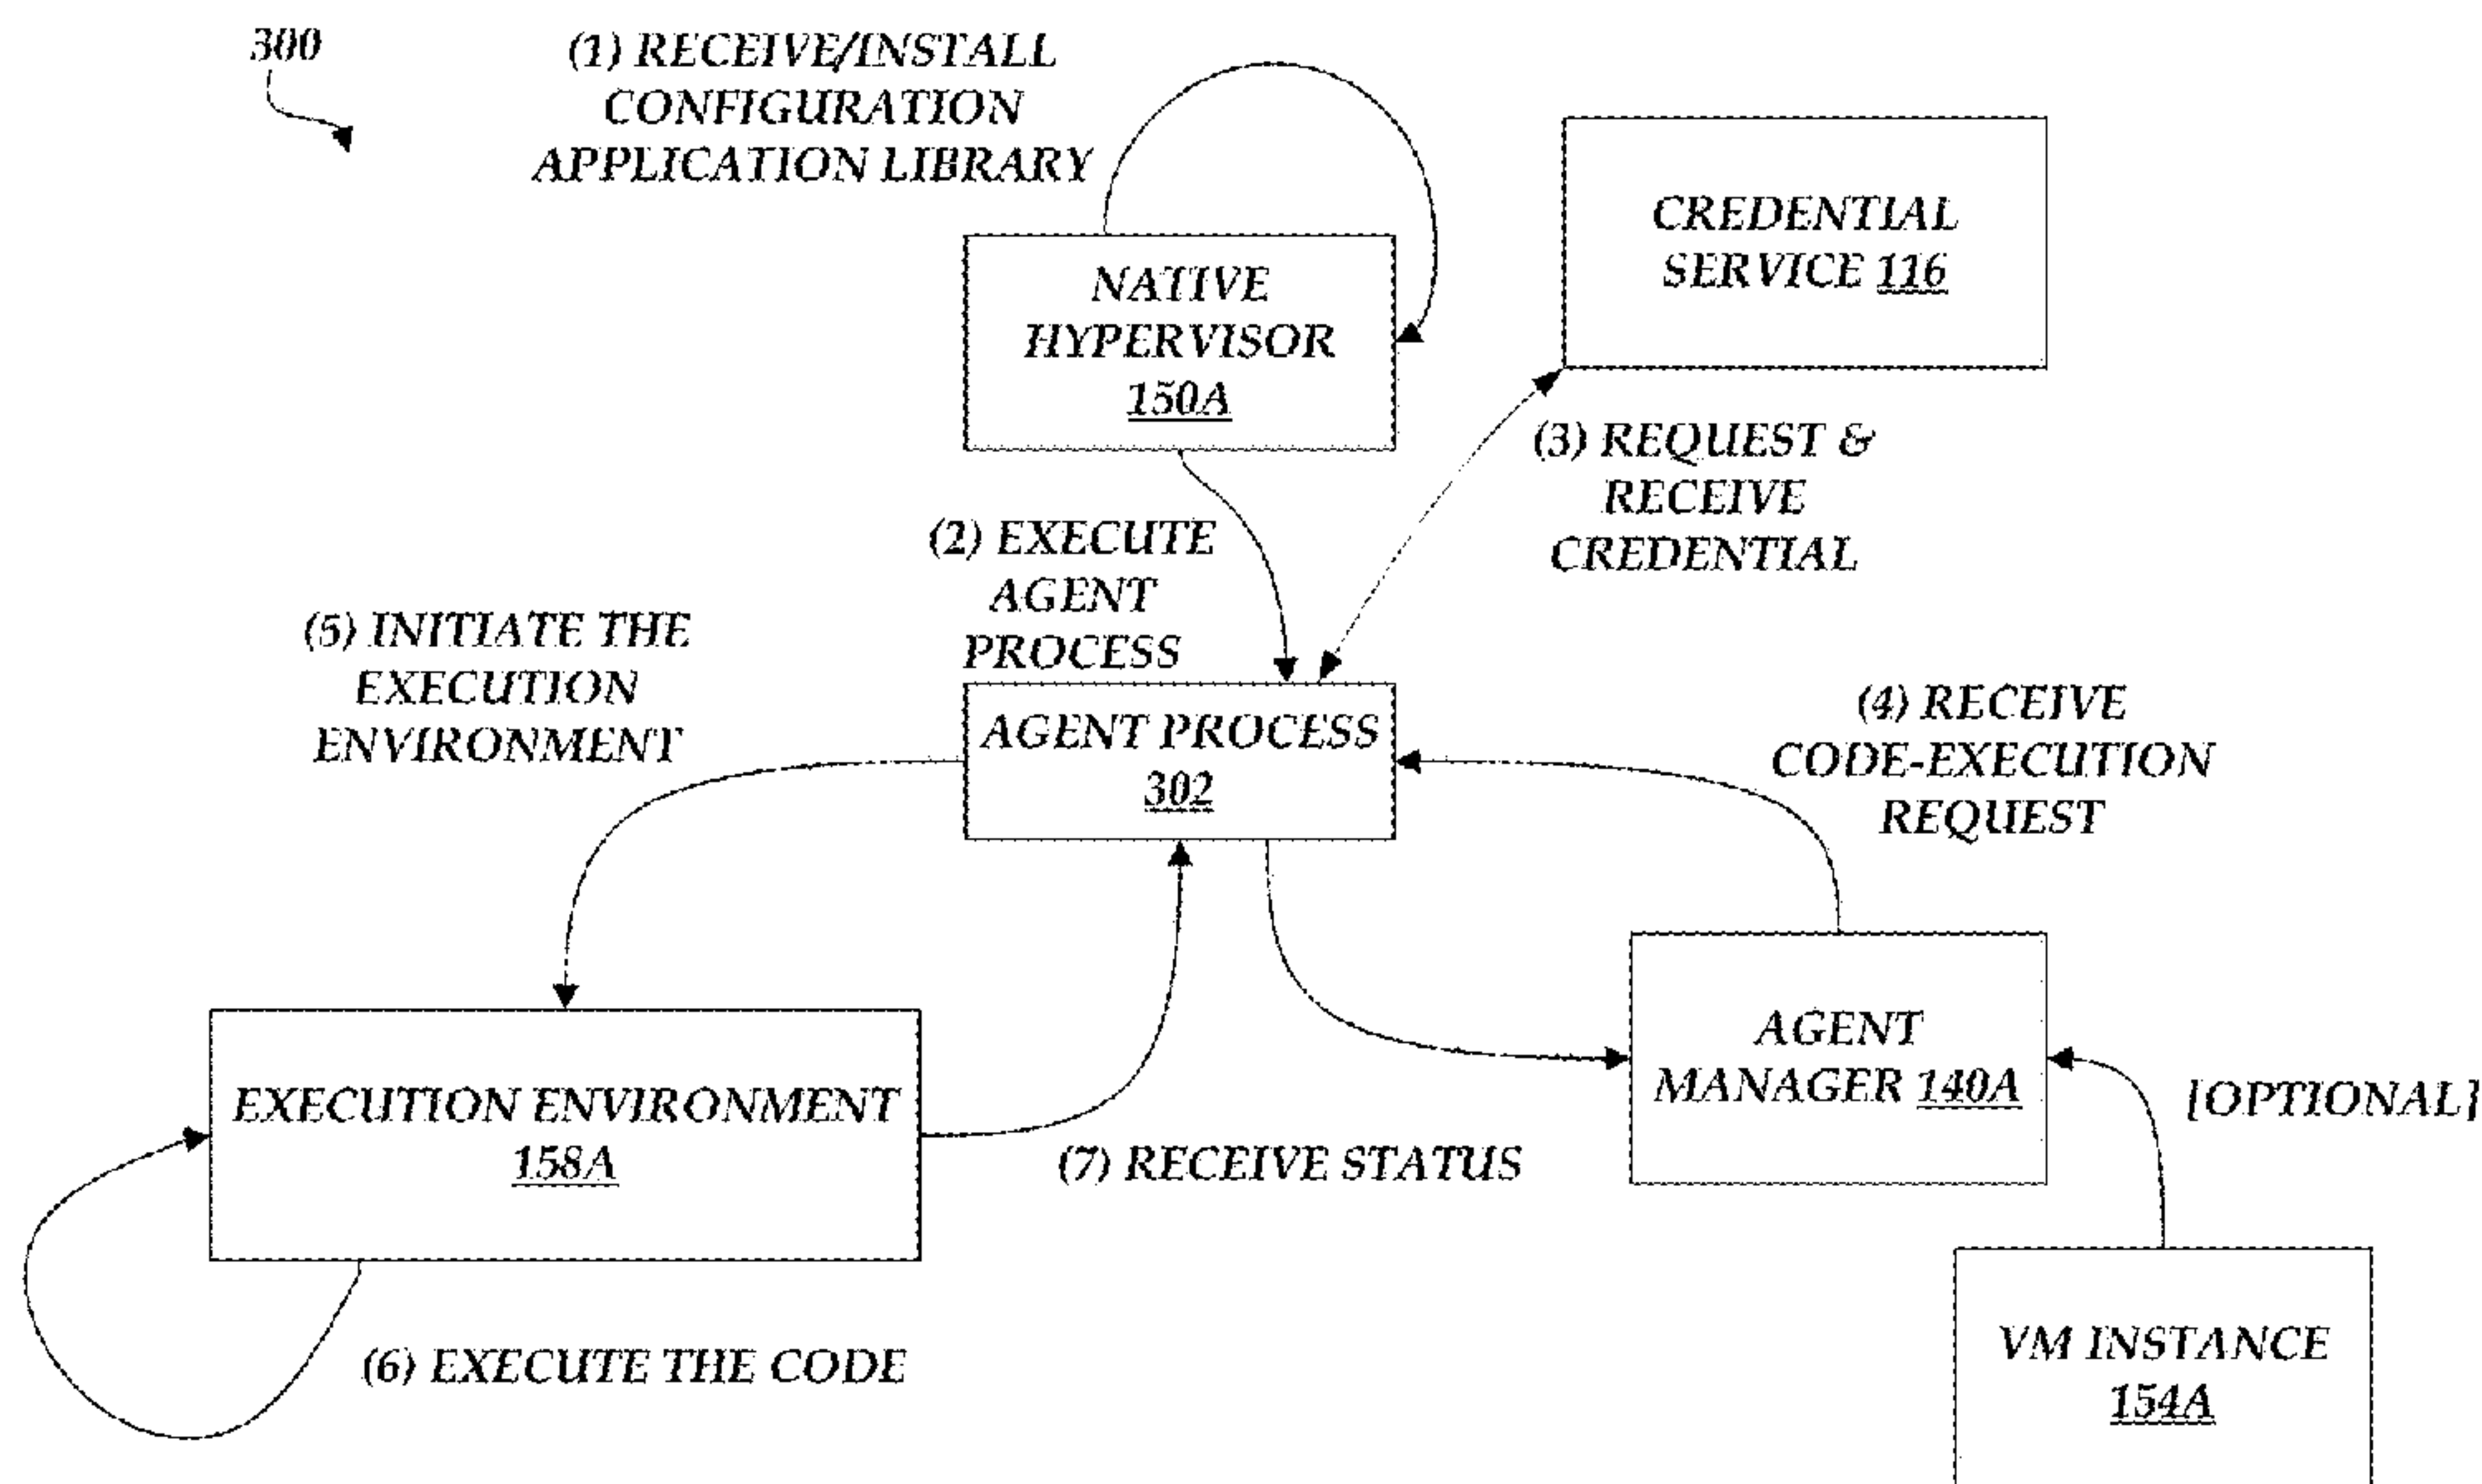 300
(1) RECEIVE/INSTALL
CONFIGURATION
APPLICATION LIBRARY
NATIVE
HYPERVISOR
150A
CREDENTIAL
SERVICE 116
(3) REQUEST &
RECEIVE
CREDENTIAL
(2) EXECUTE
AGENT
PROCESS
(5) INITIATE THE
EXECUTION
ENVIRONMENT
AGENT PROCESS
302
(4) RECEIVE
CODE-EXECUTION
REQUEST
EXECUTION ENVIRONMENT
158A
(7) RECEIVE STATUS
AGENT
MANAGER 140A
[OPTIONAL]
(6) EXECUTE THE CODE
VM INSTANCE
154A